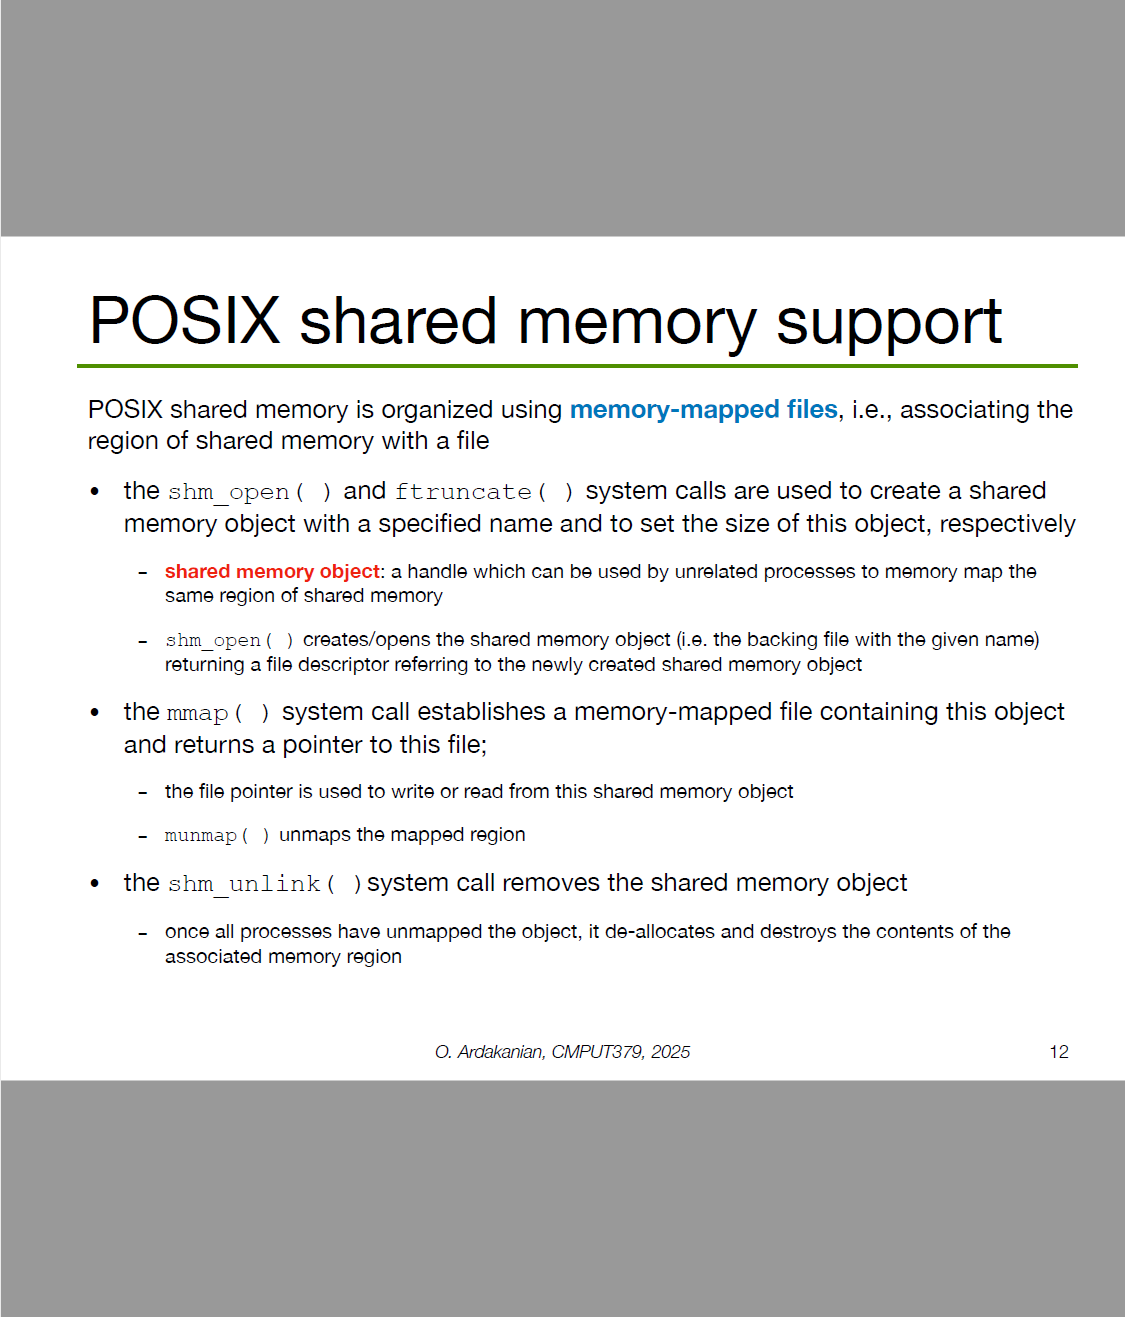 POSIX shared memory support
POSIX shared memory is organized using memory-mapped files, i.e., associating the
region of shared memory with a file
• the shm_open( ) and ftruncate( ) system calls are used to create a shared
memory object with a specified name and to set the size of this object, respectively
– shared memory object: a handle which can be used by unrelated processes to memory map the
same region of shared memory
– shm_open( ) creates/opens the shared memory object (i.e. the backing file with the given name)
returning a file descriptor referring to the newly created shared memory object
• the mmap( ) system call establishes a memory-mapped file containing this object
and returns a pointer to this file;
– the file pointer is used to write or read from this shared memory object
– munmap( ) unmaps the mapped region
• the shm_unlink( )system call removes the shared memory object
– once all processes have unmapped the object, it de-allocates and destroys the contents of the
associated memory region
O. Ardakanian, CMPUT379, 2025
12